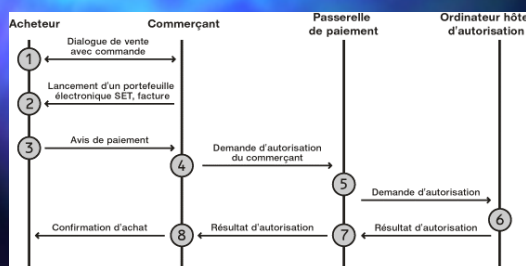 Acheteur
Commerçant
Passerelle
de paiement
Ordinateur hôte
d'autorisation
Dialogue de vente
avec commande
1
Lancement d'un portefeuille
électronique SET, facture
2
Avis de paiement
3
4
Demande d'autorisation
du commerçant
5
Demande d'autorisation
6
Confirmation d'achat
8
Résultat d'autorisation
7
Résultat d'autorisation